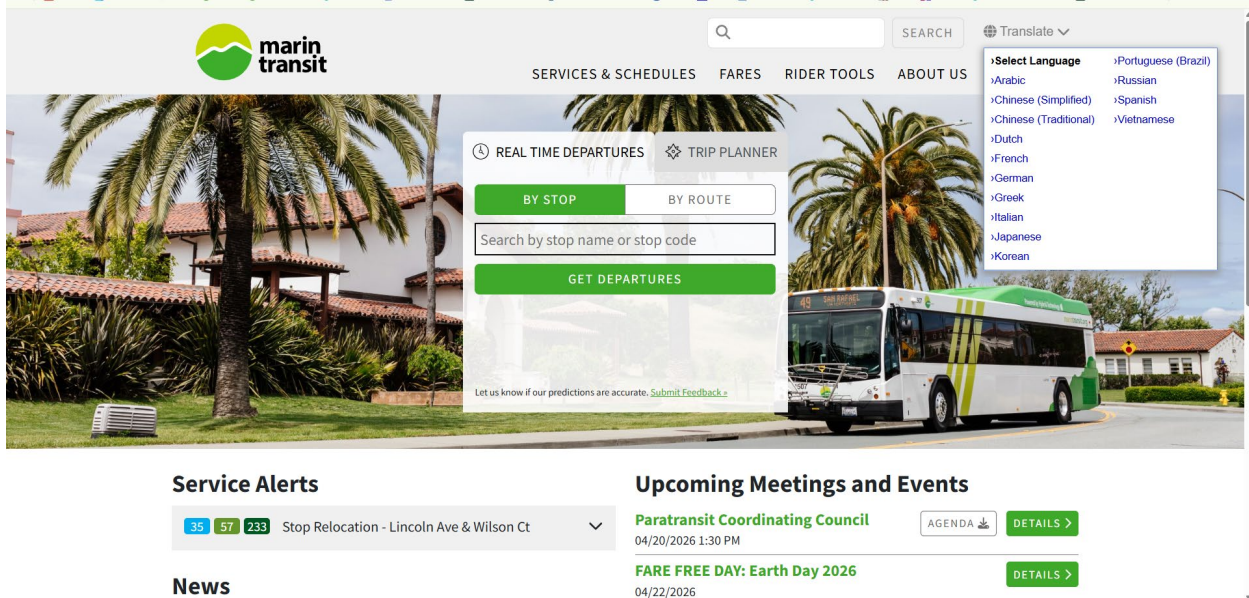 marin
transit
SEARCH
Translate
SERVICES & SCHEDULES FARES RIDER TOOLS ABOUT US
›Select Language
›Arabic
›Chinese (Simplified)
›Chinese (Traditional)
›Dutch
›French
›German
›Greek
›Italian
›Japanese
›Korean
›Portuguese (Brazil)
›Russian
›Spanish
›Vietnamese
REAL TIME DEPARTURES TRIP PLANNER
BY STOP BY ROUTE
Search by stop name or stop code
GET DEPARTURES
Let us know if our predictions are accurate. Submit Feedback »
49 SAN RAFAEL
Service Alerts
35 57 233 Stop Relocation - Lincoln Ave & Wilson Ct
News
Upcoming Meetings and Events
Paratransit Coordinating Council AGENDA DETAILS
04/20/2026 1:30 PM
FARE FREE DAY: Earth Day 2026 DETAILS
04/22/2026